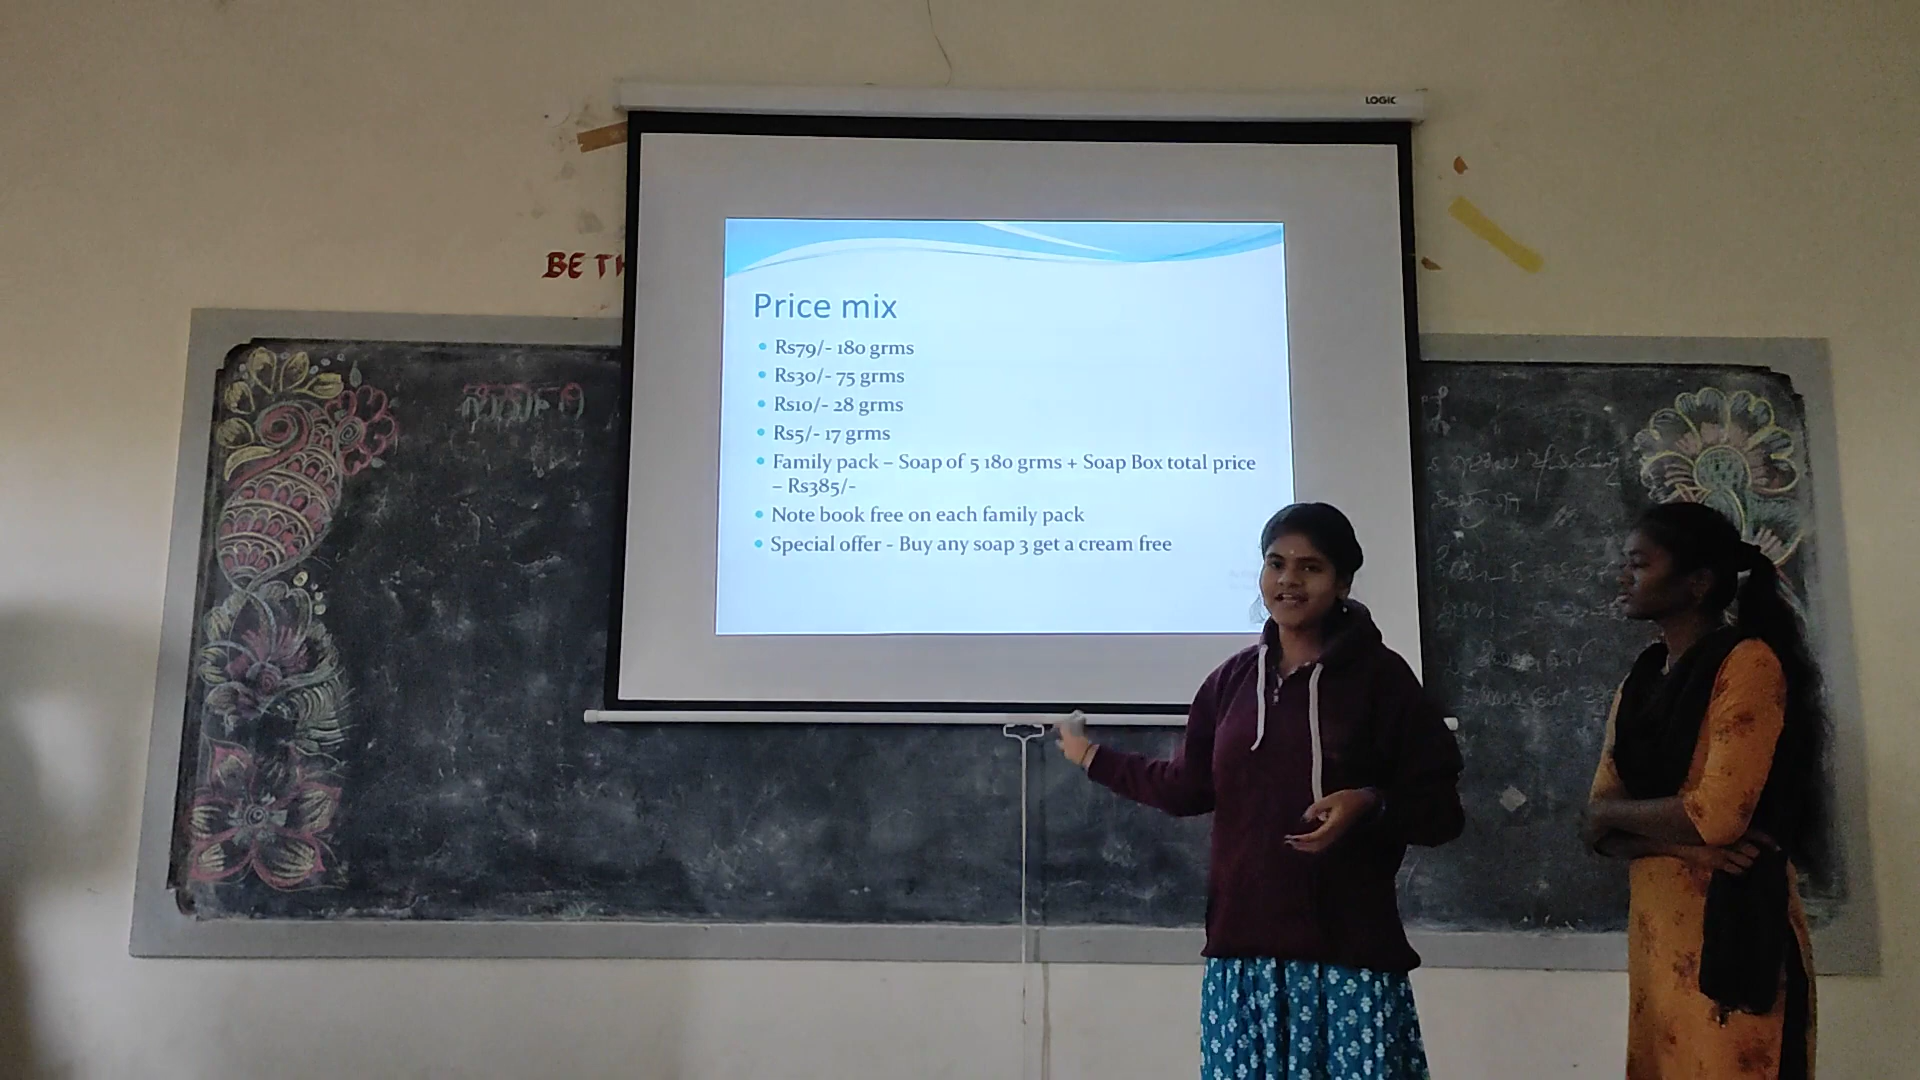 LOGIC
BE TH
Price mix
Rs79/- 180 grms
Rs30/- 75 grms
Rs10/- 28 grms
Rs5/- 17 grms
Family pack – Soap of 5 180 grms + Soap Box total price
– Rs385/-
Note book free on each family pack
Special offer - Buy any soap 3 get a cream free